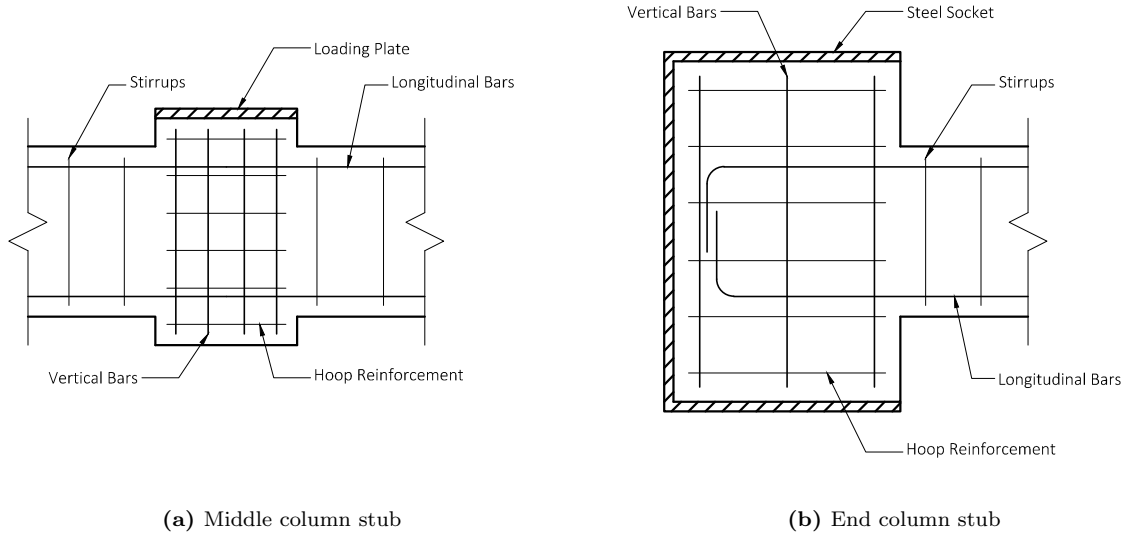 Loading Plate
Stirrups
Longitudinal Bars
Vertical Bars
Hoop Reinforcement
(a) Middle column stub
Vertical Bars
Steel Socket
Stirrups
Longitudinal Bars
Hoop Reinforcement
(b) End column stub